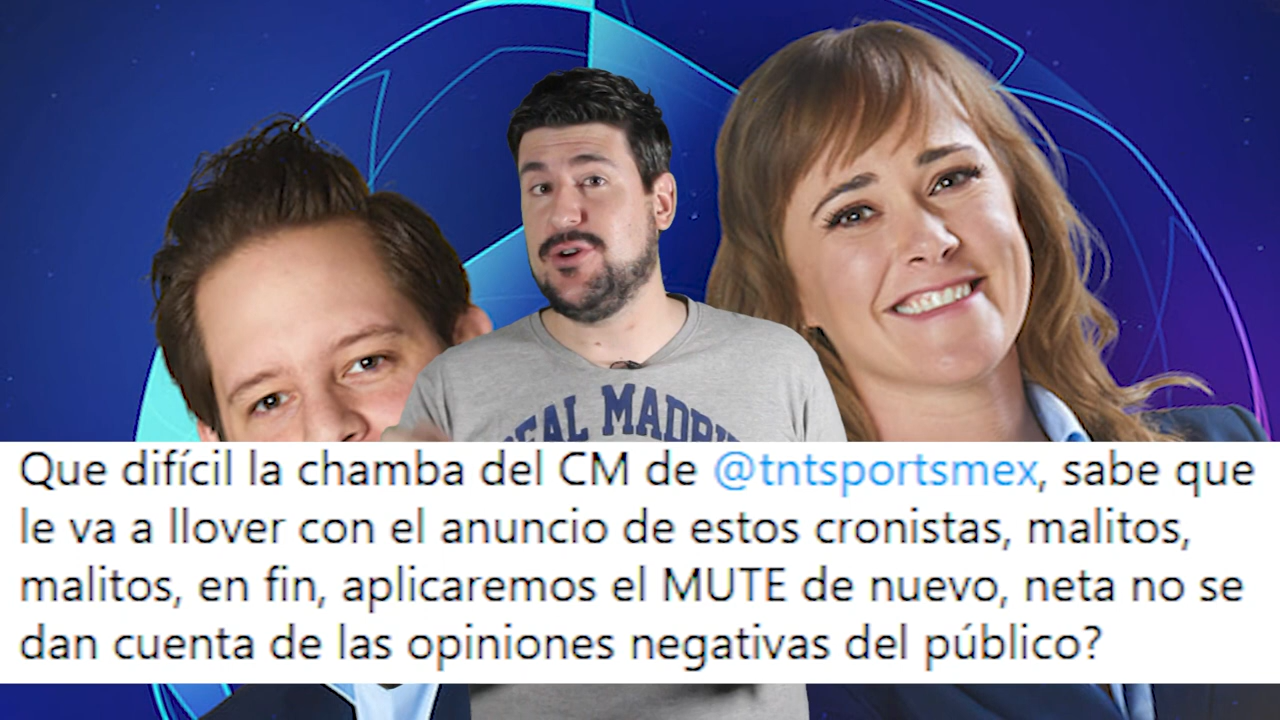 REAL MADRID
Que difícil la chamba del CM de @tntsportsmex, sabe que
le va a llover con el anuncio de estos cronistas, malitos,
malitos, en fin, aplicaremos el MUTE de nuevo, neta no se
dan cuenta de las opiniones negativas del público?